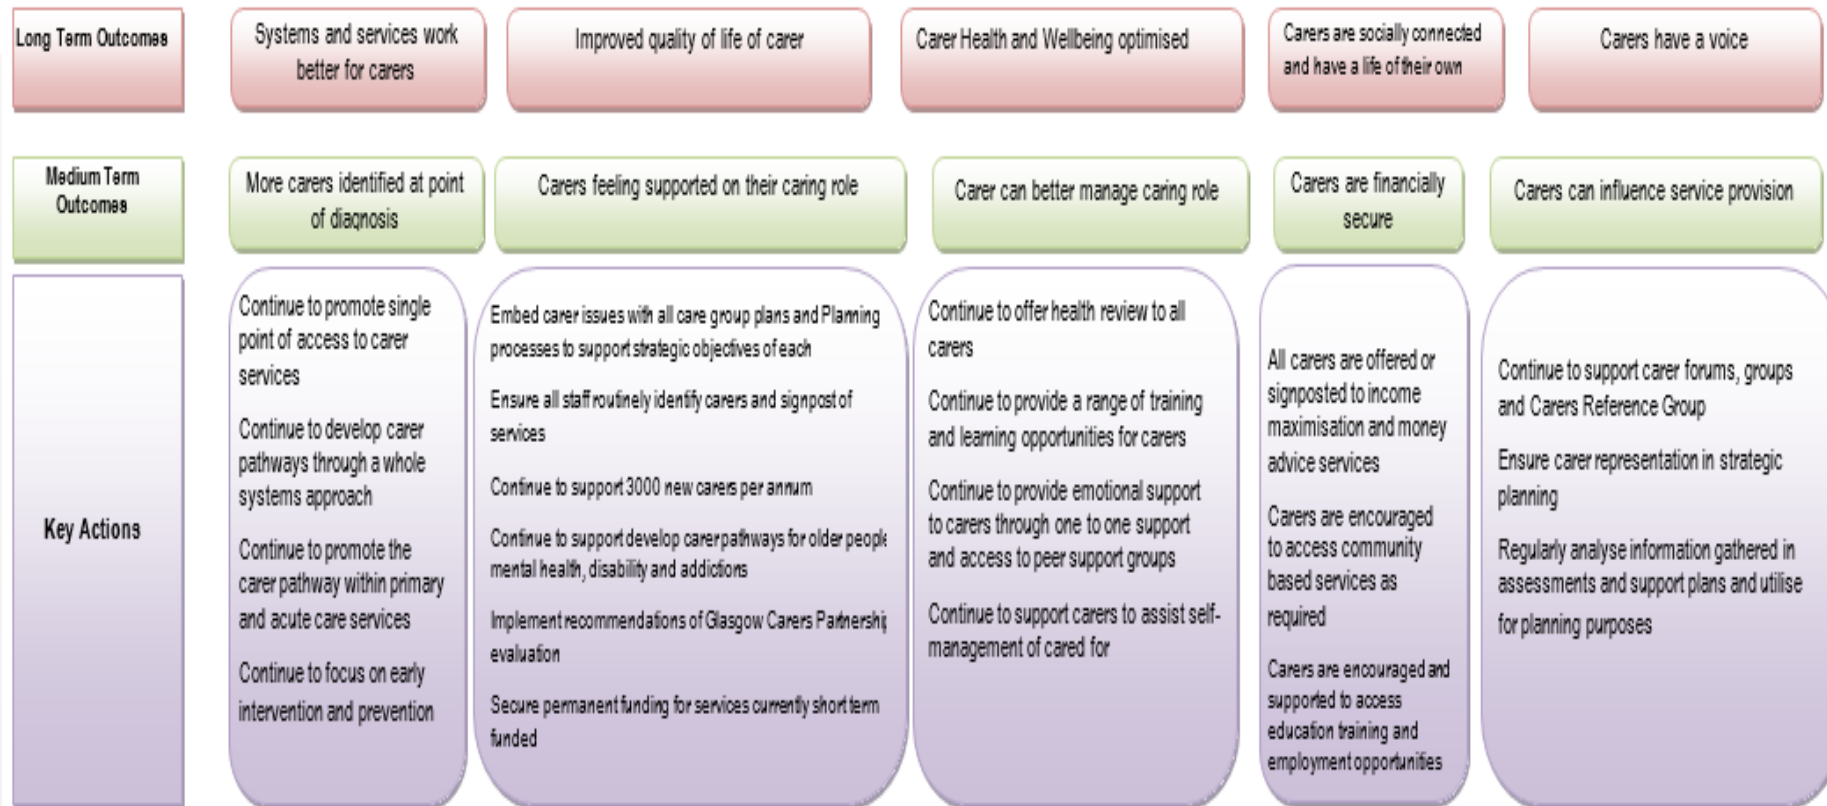 Long Term Outcomes
Systems and services work
better for carers
Improved quality of life of carer
Carer Health and Wellbeing optimised
Carers are socially connected
and have a life of their own
Carers have a voice
Medium Term
Outcomes
More carers identified at point
of diagnosis
Carers feeling supported on their caring role
Carer can better manage caring role
Carers are financially
secure
Carers can influence service provision
Key Actions
Continue to promote single
point of access to carer
services
Continue to develop carer
pathways through a whole
systems approach
Continue to promote the
carer pathway within primary
and acute care services
Continue to focus on early
intervention and prevention
Embed carer issues with all care group plans and Planning
processes to support strategic objectives of each
Ensure all staff routinely identify carers and signpost of
services
Continue to support 3000 new carers per annum
Continue to support develop carer pathways for older people
mental health, disability and addictions
Implement recommendations of Glasgow Carers Partnership
evaluation
Secure permanent funding for services currently short term
funded
Continue to offer health review to all
carers
Continue to provide a range of training
and learning opportunities for carers
Continue to provide emotional support
to carers through one to one support
and access to peer support groups
Continue to support carers to assist self-
management of cared for
All carers are offered or
signposted to income
maximisation and money
advice services
Carers are encouraged
to access community
based services as
required
Carers are encouraged and
supported to access
education training and
employment opportunities
Continue to support carer forums, groups
and Carers Reference Group
Ensure carer representation in strategic
planning
Regularly analyse information gathered in
assessments and support plans and utilise
for planning purposes